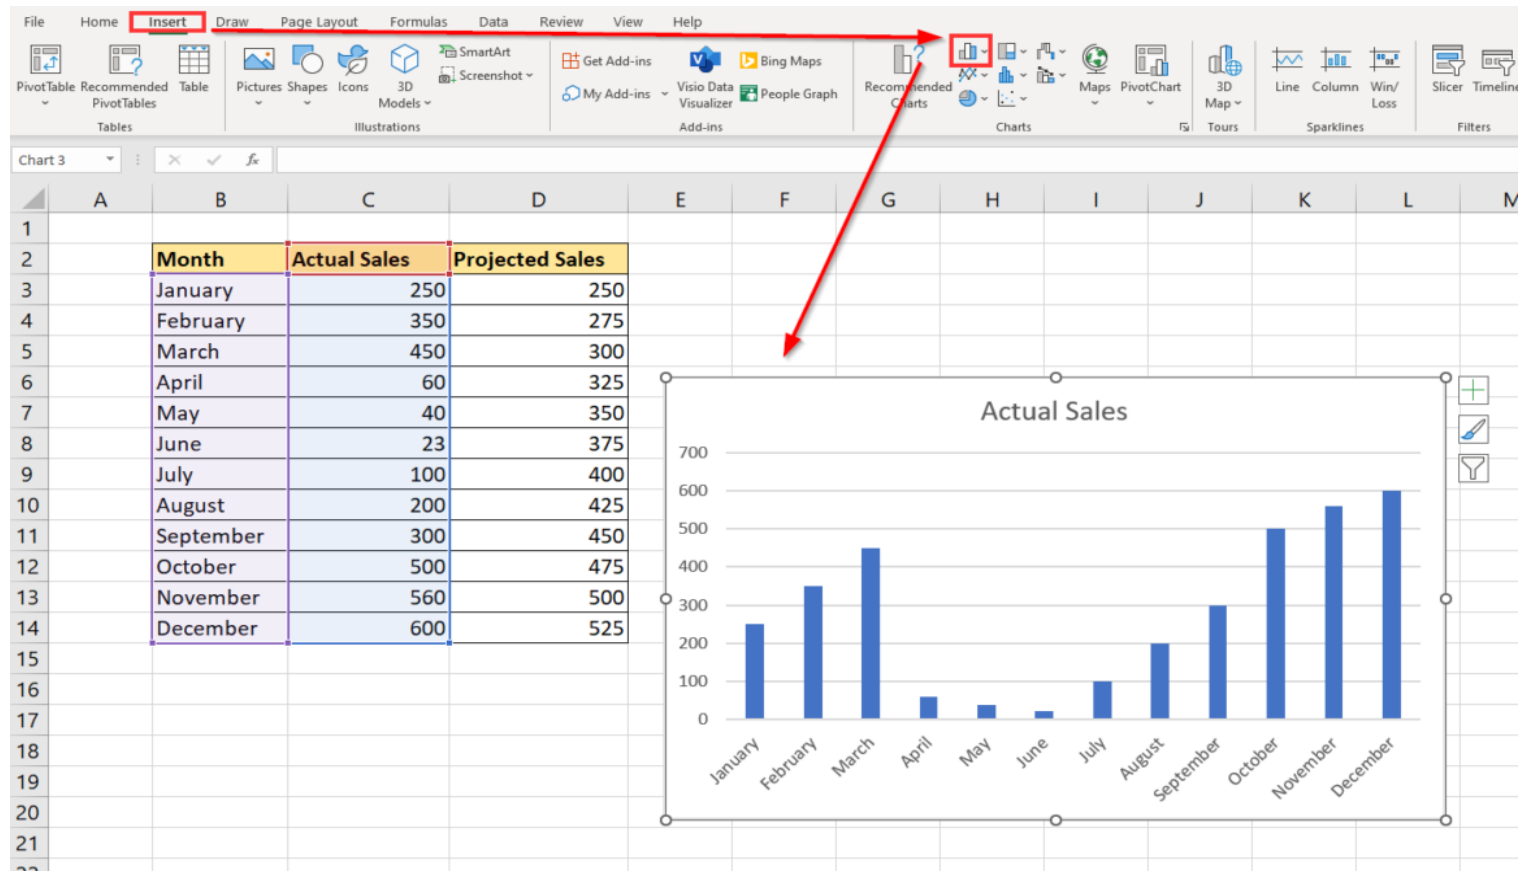 File Home Insert Draw Page Layout Formulas Data Review View Help
PivotTable Recommended PivotTables Table
Tables
Pictures Shapes Icons 3D Models
SmartArt
Screenshot
Illustrations
Get Add-ins
My Add-ins
Visio Data Visualizer
Bing Maps
People Graph
Add-ins
Recommended Charts
Maps PivotChart
Charts
3D Map
Tours
Line Column Win/Loss
Sparklines
Slicer Timeline
Filters
Chart 3 fx
A B C D E F G H I J K L M
1
2 Month Actual Sales Projected Sales
3 January 250 250
4 February 350 275
5 March 450 300
6 April 60 325
7 May 40 350
8 June 23 375
9 July 100 400
10 August 200 425
11 September 300 450
12 October 500 475
13 November 560 500
14 December 600 525
15
16
17
18
19
20
21
Actual Sales
700
600
500
400
300
200
100
0
January February March April May June July August September October November December